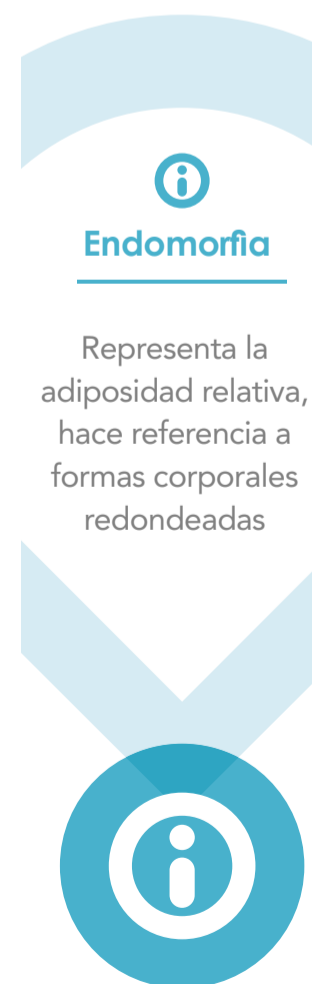 Endomorfia
Representa la
adiposidad relativa,
hace referencia a
formas corporales
redondeadas